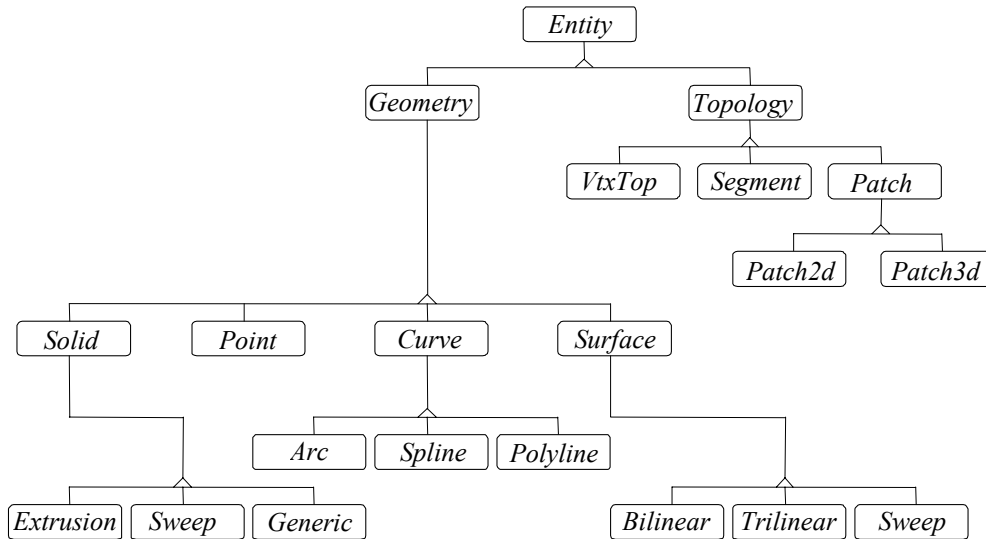 Entity
Geometry Topology
VtxTop Segment Patch
Patch2d Patch3d
Solid Point Curve Surface
Arc Spline Polyline
Extrusion Sweep Generic Bilinear Trilinear Sweep